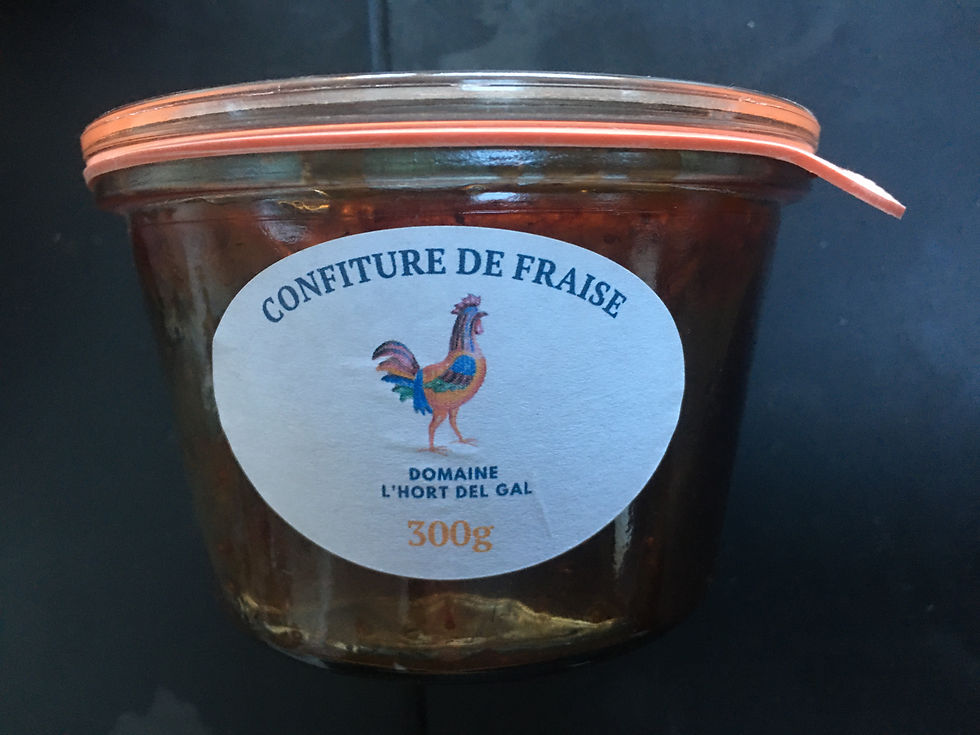 CONFITURE DE FRAISE
DOMAINE
L'HORT DEL GAL
300g